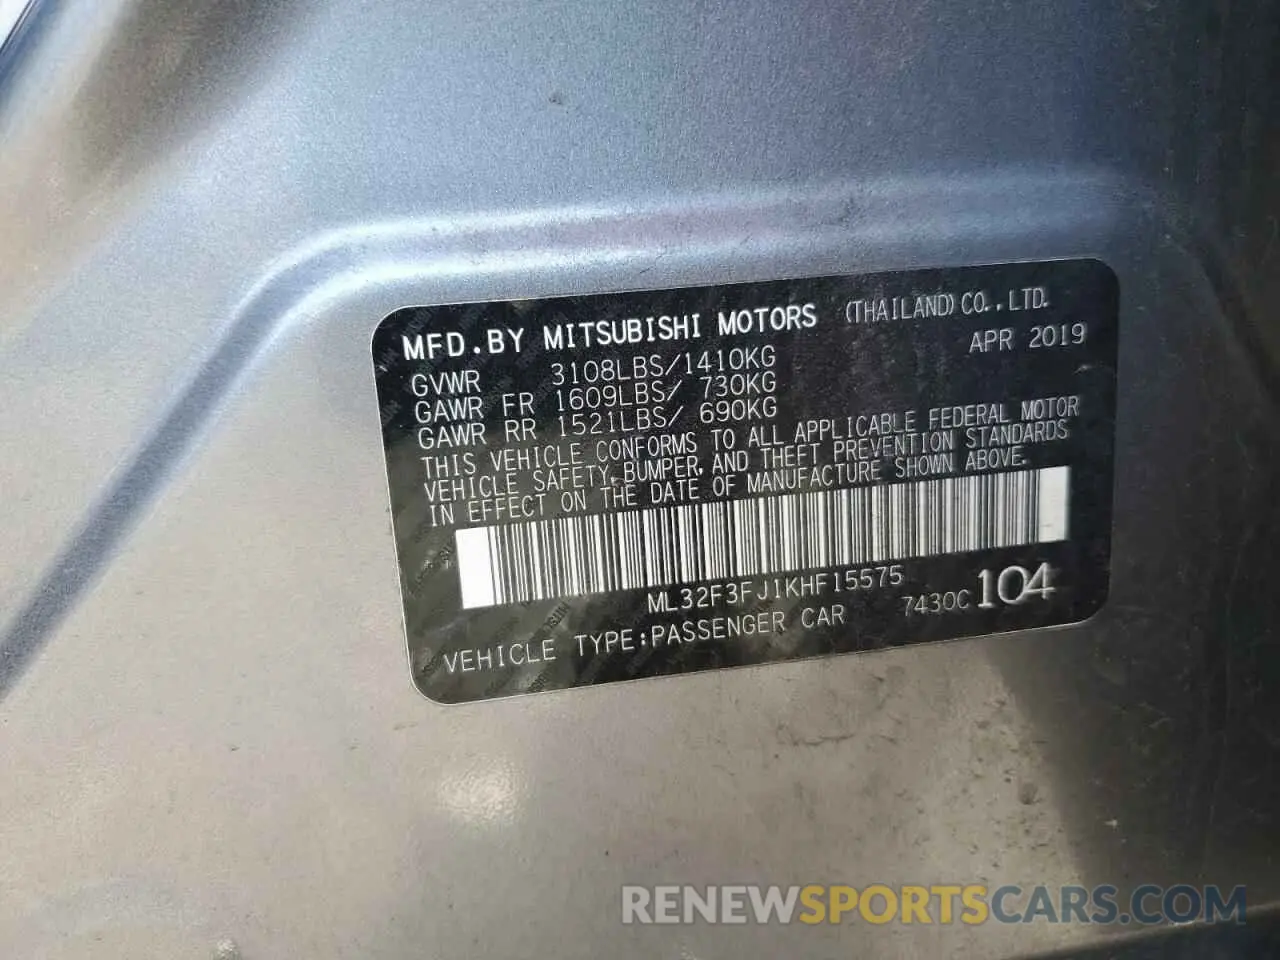 MFD.BY MITSUBISHI MOTORS (THAILAND) CO., LTD.
APR 2019
GVWR 3108LBS/1410KG
GAWR FR 1609LBS/ 730KG
GAWR RR 1521LBS/ 690KG
THIS VEHICLE CONFORMS TO ALL APPLICABLE FEDERAL MOTOR
VEHICLE SAFETY, BUMPER, AND THEFT PREVENTION STANDARDS
IN EFFECT ON THE DATE OF MANUFACTURE SHOWN ABOVE.
ML32F3FJ1KHF15575
VEHICLE TYPE:PASSENGER CAR 7430C 104
RENEWSPORTSCARS.COM